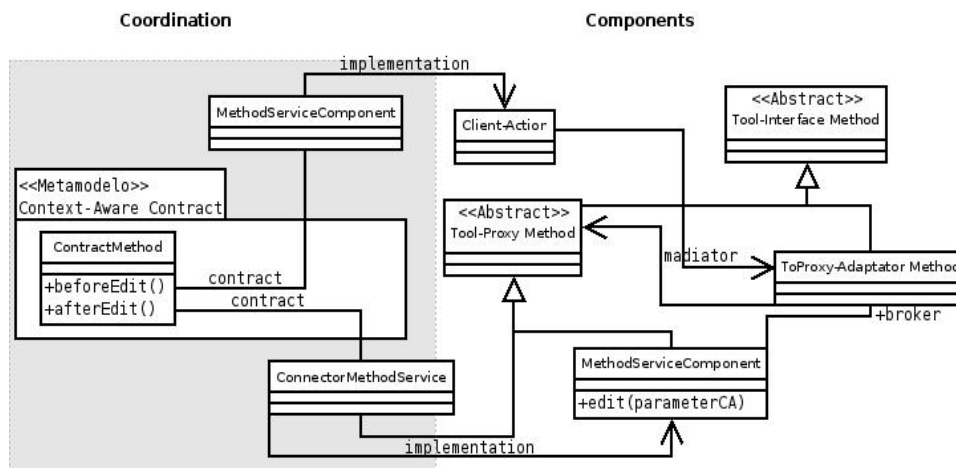 Coordination
Components
implementation
MethodServiceComponent
Client-Action
<<Abstract>>
Tool-Interface Method
<<Metamodelo>>
Context-Aware Contract
<<Abstract>>
Tool-Proxy Method
ContractMethod
+beforeEdit()
+afterEdit()
contract
contract
madiator
ToProxy-Adaptator Method
+broker
ConnectorMethodService
MethodServiceComponent
+edit(parameterCA)
implementation